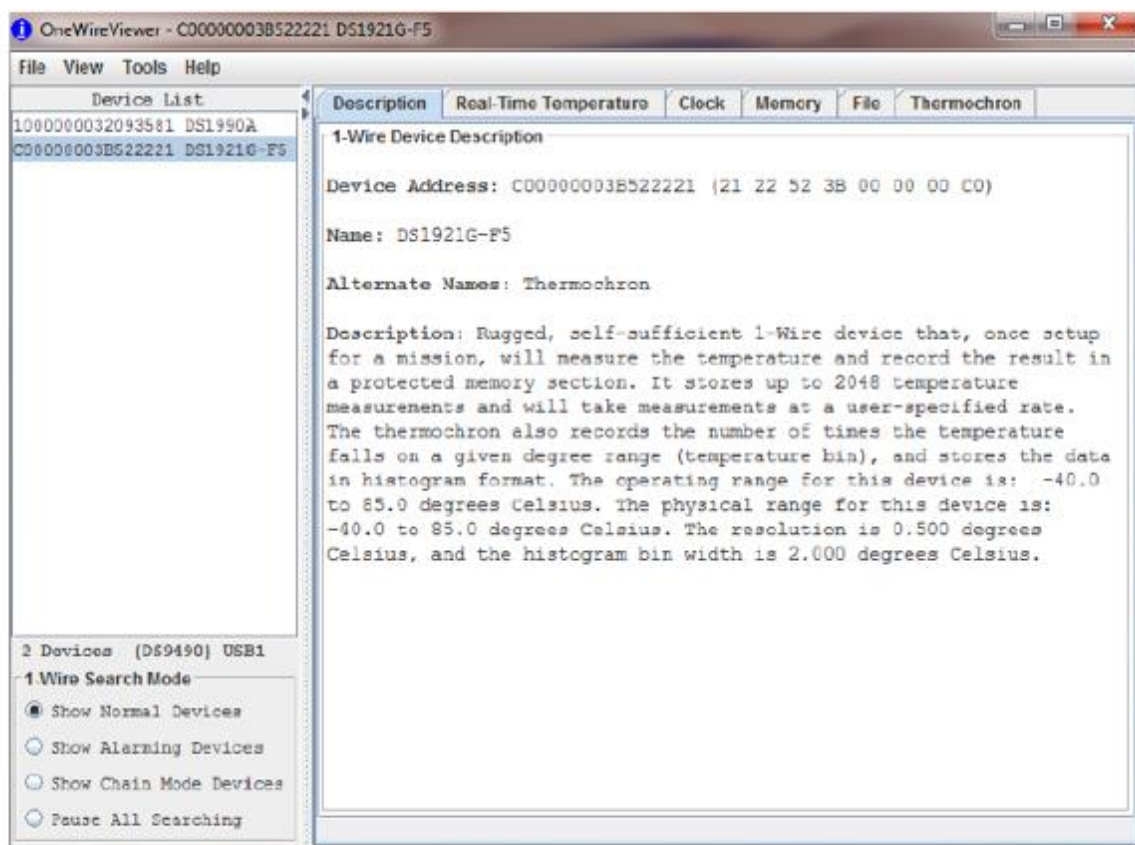 OneWireViewer - C00000003B522221 DS1921G-F5
File View Tools Help
Device List
1000000032093581 DS1990A
C00000003B522221 DS1921G-F5
2 Devices (DS9490) USB1
1-Wire Search Mode
Show Normal Devices
Show Alarming Devices
Show Chain Mode Devices
Pause All Searching
Description Real-Time Temperature Clock Memory File Thermochron
1-Wire Device Description
Device Address: C00000003B522221 (21 22 52 3B 00 00 00 C0)
Name: DS1921G-F5
Alternate Names: Thermochron
Description: Rugged, self-sufficient 1-Wire device that, once setup
for a mission, will measure the temperature and record the result in
a protected memory section. It stores up to 2048 temperature
measurements and will take measurements at a user-specified rate.
The thermochron also records the number of times the temperature
falls on a given degree range (temperature bin), and stores the data
in histogram format. The operating range for this device is: -40.0
to 85.0 degrees Celsius. The physical range for this device is:
-40.0 to 85.0 degrees Celsius. The resolution is 0.500 degrees
Celsius, and the histogram bin width is 2.000 degrees Celsius.